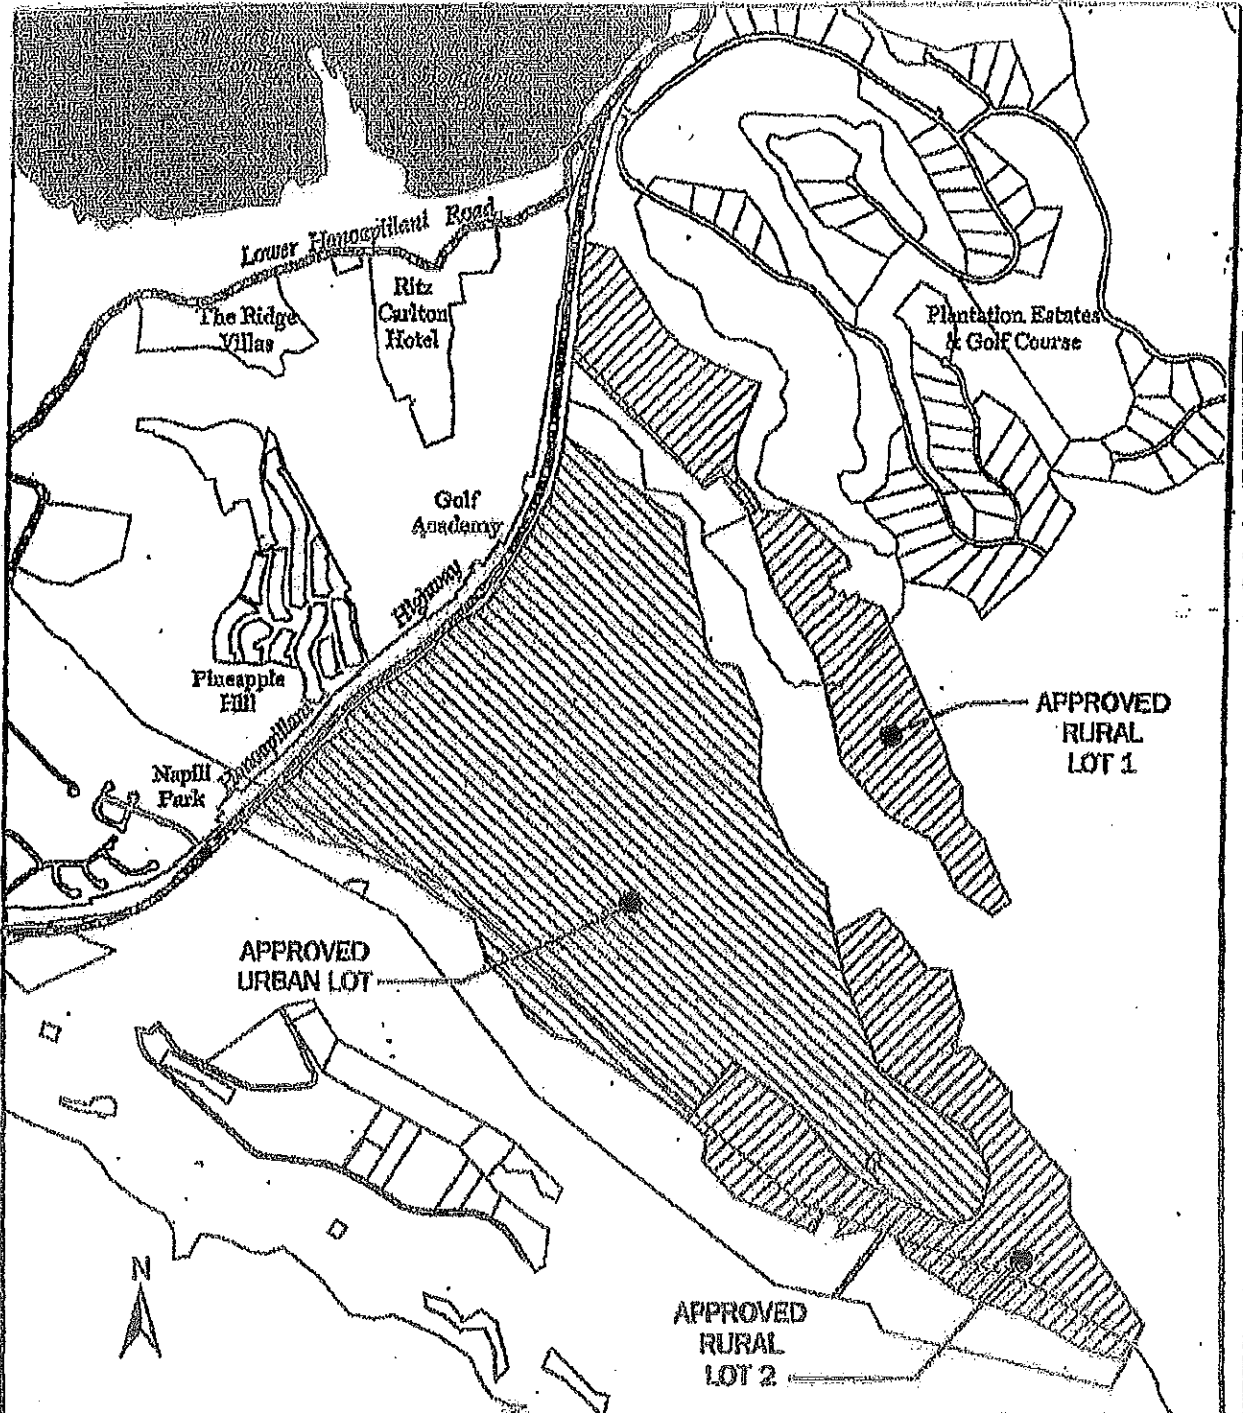 Lower Honoapiilani Road
The Ridge
Villas
Ritz
Carlton
Hotel
Plantation Estates
& Golf Course
Golf
Academy
Honoapiilani Highway
Pineapple
Hill
Napili
Park
APPROVED
RURAL
LOT 1
APPROVED
URBAN LOT
N
APPROVED
RURAL
LOT 2